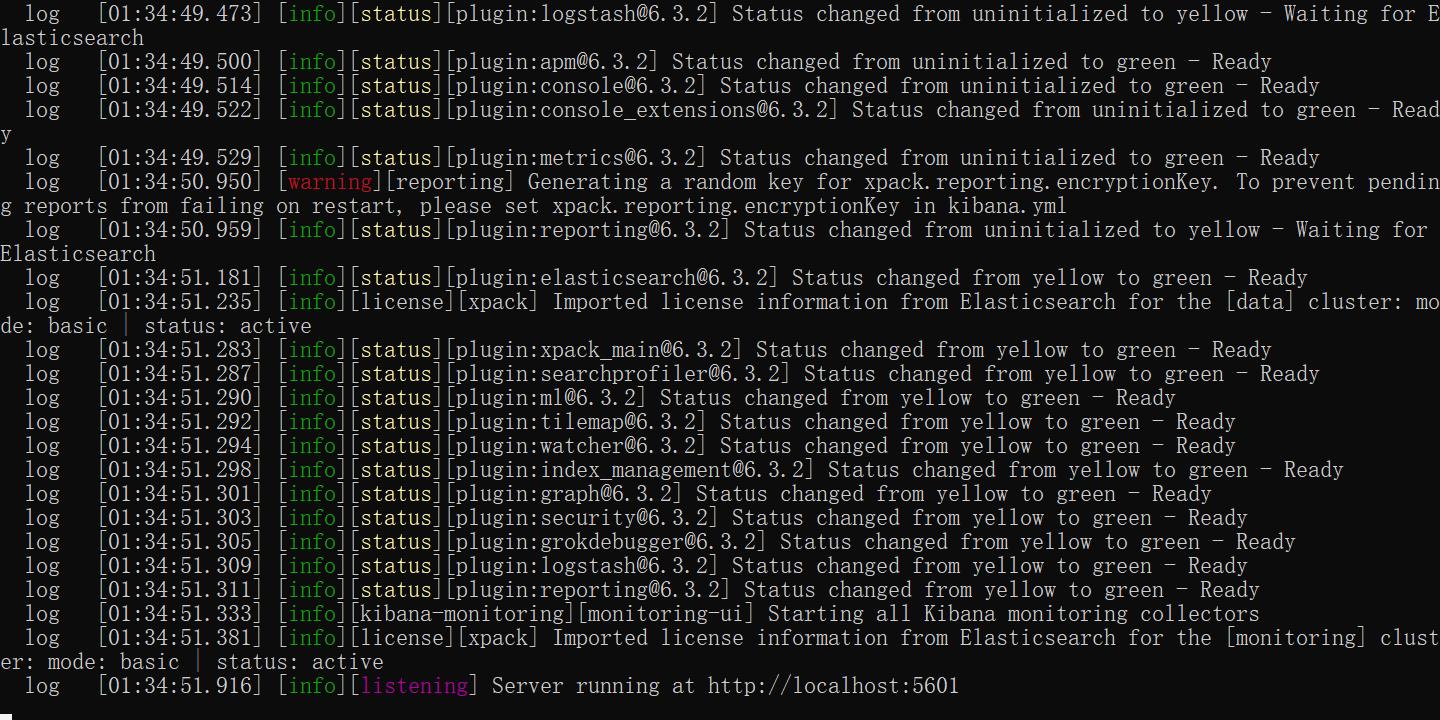 log [01:34:49.473] [info][status][plugin:logstash@6.3.2] Status changed from uninitialized to yellow - Waiting for E
lasticsearch
log [01:34:49.500] [info][status][plugin:apm@6.3.2] Status changed from uninitialized to green - Ready
log [01:34:49.514] [info][status][plugin:console@6.3.2] Status changed from uninitialized to green - Ready
log [01:34:49.522] [info][status][plugin:console_extensions@6.3.2] Status changed from uninitialized to green - Read
y
log [01:34:49.529] [info][status][plugin:metrics@6.3.2] Status changed from uninitialized to green - Ready
log [01:34:50.950] [warning][reporting] Generating a random key for xpack.reporting.encryptionKey. To prevent pendin
g reports from failing on restart, please set xpack.reporting.encryptionKey in kibana.yml
log [01:34:50.959] [info][status][plugin:reporting@6.3.2] Status changed from uninitialized to yellow - Waiting for
Elasticsearch
log [01:34:51.181] [info][status][plugin:elasticsearch@6.3.2] Status changed from yellow to green - Ready
log [01:34:51.235] [info][license][xpack] Imported license information from Elasticsearch for the [data] cluster: mo
de: basic | status: active
log [01:34:51.283] [info][status][plugin:xpack_main@6.3.2] Status changed from yellow to green - Ready
log [01:34:51.287] [info][status][plugin:searchprofiler@6.3.2] Status changed from yellow to green - Ready
log [01:34:51.290] [info][status][plugin:ml@6.3.2] Status changed from yellow to green - Ready
log [01:34:51.292] [info][status][plugin:tilemap@6.3.2] Status changed from yellow to green - Ready
log [01:34:51.294] [info][status][plugin:watcher@6.3.2] Status changed from yellow to green - Ready
log [01:34:51.298] [info][status][plugin:index_management@6.3.2] Status changed from yellow to green - Ready
log [01:34:51.301] [info][status][plugin:graph@6.3.2] Status changed from yellow to green - Ready
log [01:34:51.303] [info][status][plugin:security@6.3.2] Status changed from yellow to green - Ready
log [01:34:51.305] [info][status][plugin:grokdebugger@6.3.2] Status changed from yellow to green - Ready
log [01:34:51.309] [info][status][plugin:logstash@6.3.2] Status changed from yellow to green - Ready
log [01:34:51.311] [info][status][plugin:reporting@6.3.2] Status changed from yellow to green - Ready
log [01:34:51.333] [info][kibana-monitoring][monitoring-ui] Starting all Kibana monitoring collectors
log [01:34:51.381] [info][license][xpack] Imported license information from Elasticsearch for the [monitoring] clust
er: mode: basic | status: active
log [01:34:51.916] [info][listening] Server running at http://localhost:5601